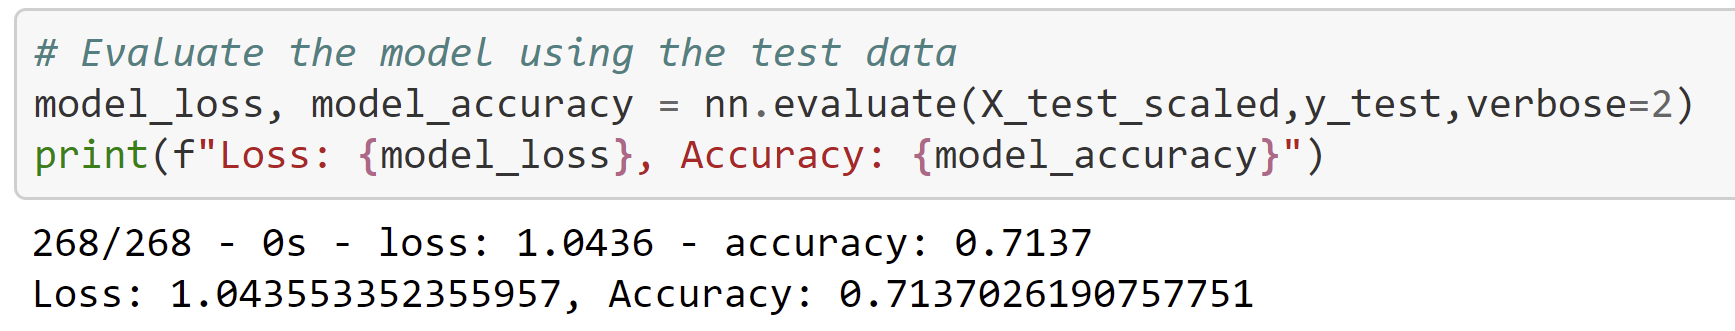 # Evaluate the model using the test data
model_loss, model_accuracy = nn.evaluate(X_test_scaled,y_test,verbose=2)
print(f"Loss: {model_loss}, Accuracy: {model_accuracy}")
268/268 - 0s - loss: 1.0436 - accuracy: 0.7137
Loss: 1.043553352355957, Accuracy: 0.7137026190757751